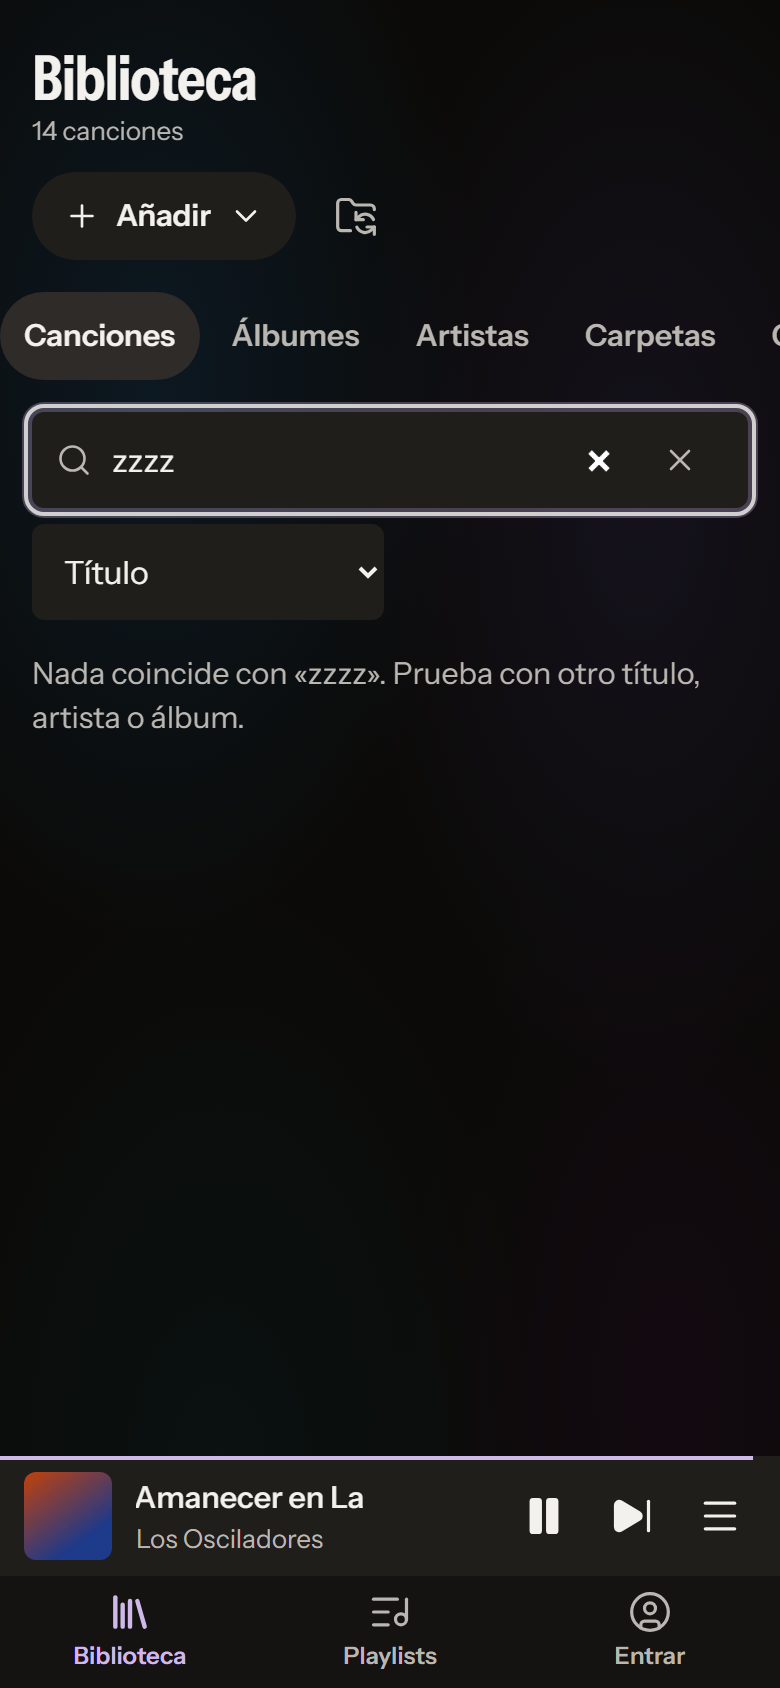 Biblioteca
14 canciones
Añadir
Canciones Álbumes Artistas Carpetas
zzzz
Título
Nada coincide con «zzzz». Prueba con otro título,
artista o álbum.
Amanecer en La
Los Osciladores
Biblioteca Playlists Entrar